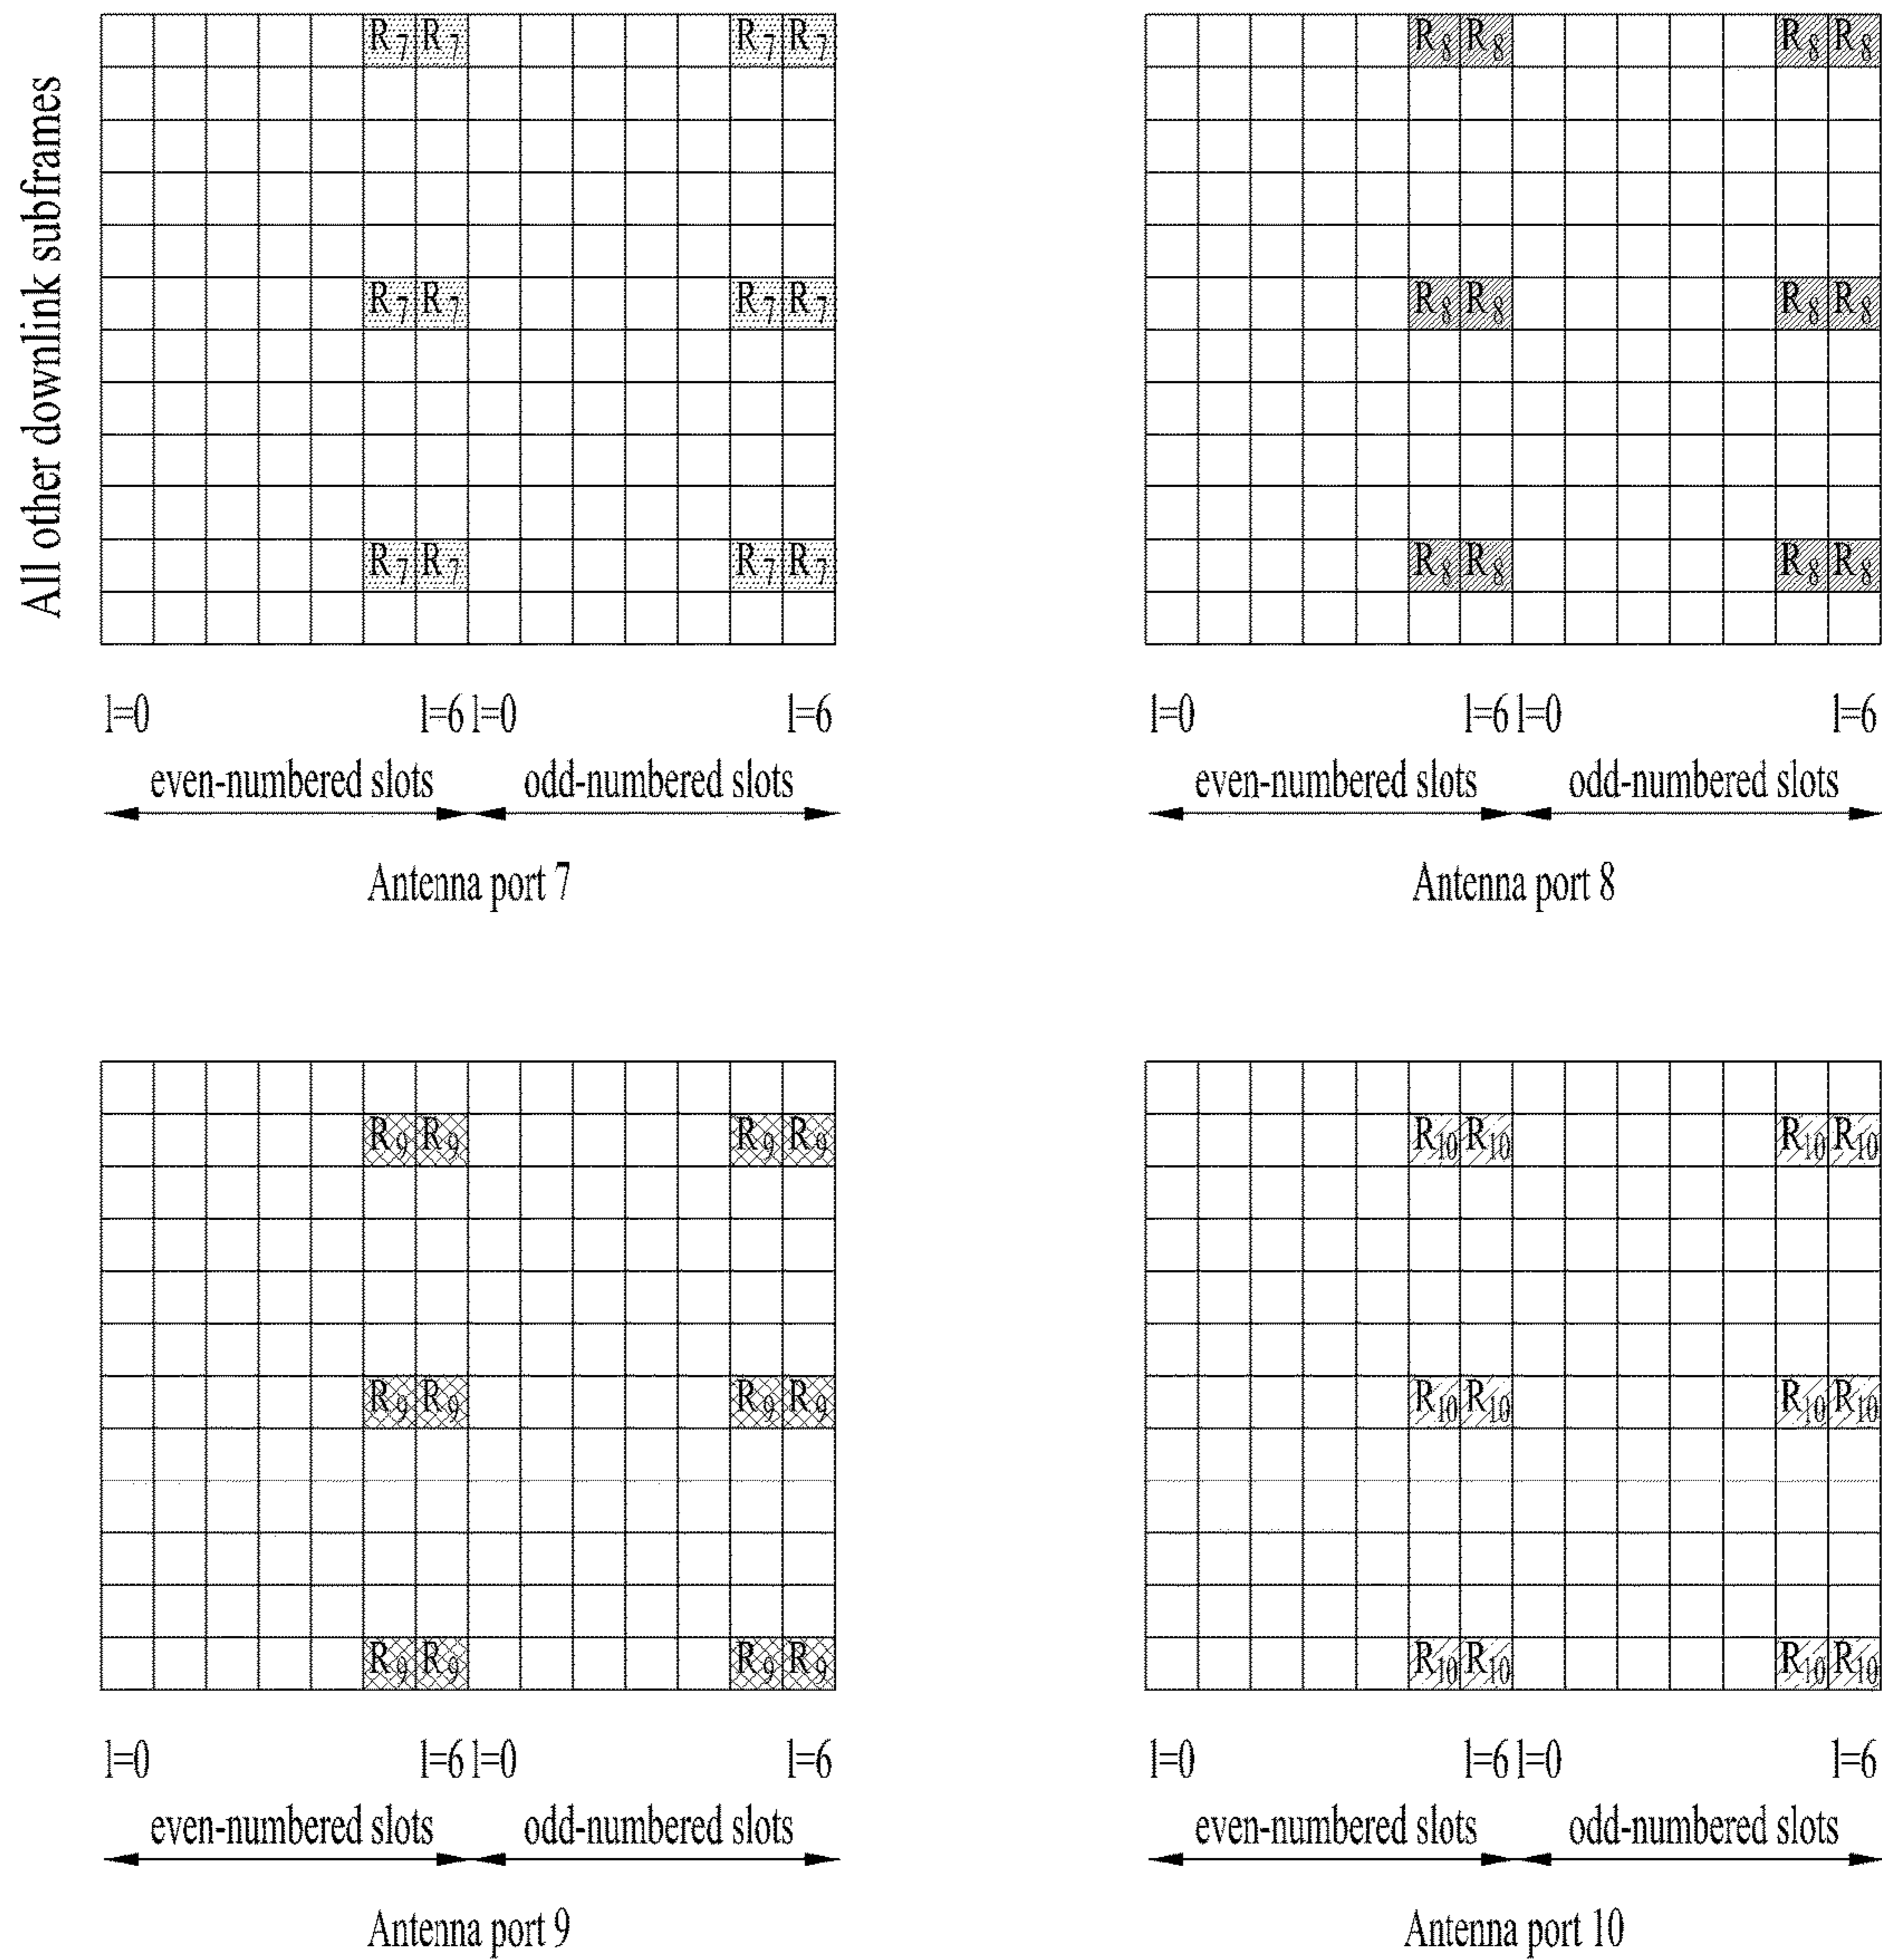 All other downlink subframes
R7 R7 R7 R7
R7 R7 R7 R7
R7 R7 R7 R7
l=0 l=6 l=0 l=6
even-numbered slots odd-numbered slots
Antenna port 7
R8 R8 R8 R8
R8 R8 R8 R8
R8 R8 R8 R8
l=0 l=6 l=0 l=6
even-numbered slots odd-numbered slots
Antenna port 8
R9 R9 R9 R9
R9 R9 R9 R9
R9 R9 R9 R9
l=0 l=6 l=0 l=6
even-numbered slots odd-numbered slots
Antenna port 9
R10 R10 R10 R10
R10 R10 R10 R10
R10 R10 R10 R10
l=0 l=6 l=0 l=6
even-numbered slots odd-numbered slots
Antenna port 10